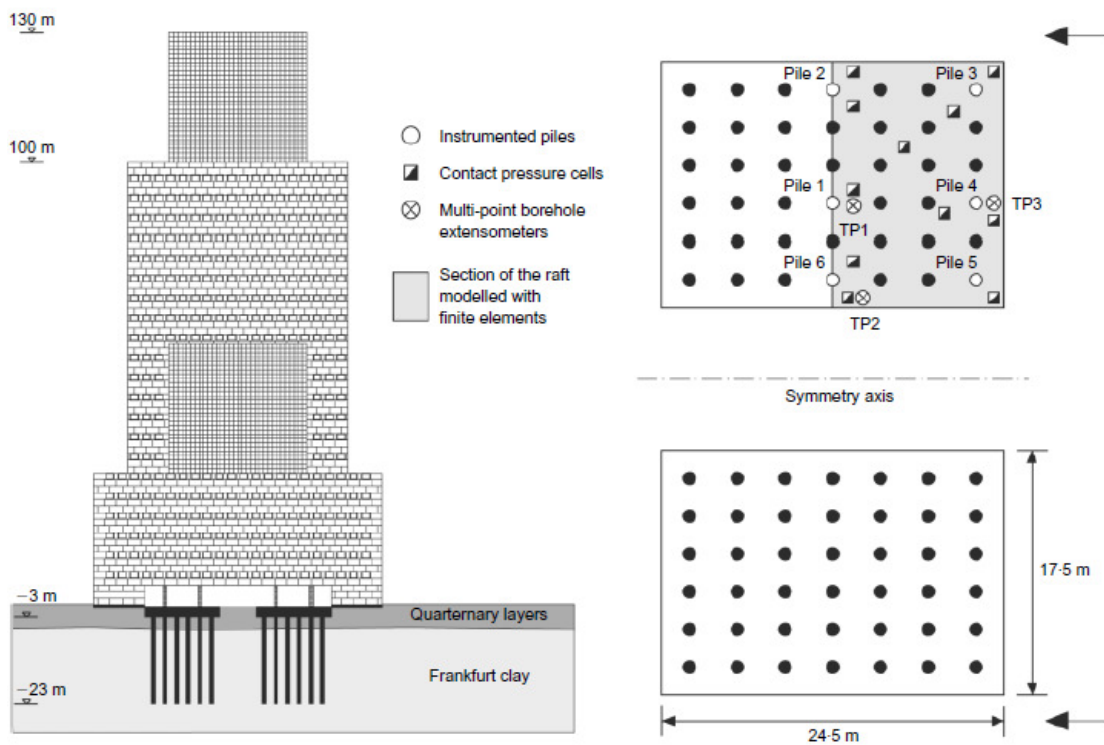 130 m
100 m
−3 m
−23 m
Quarternary layers
Frankfurt clay
Instrumented piles
Contact pressure cells
Multi-point borehole
extensometers
Section of the raft
modelled with
finite elements
Pile 2
Pile 3
Pile 1
Pile 4
TP3
TP1
Pile 6
Pile 5
TP2
Symmetry axis
17·5 m
24·5 m